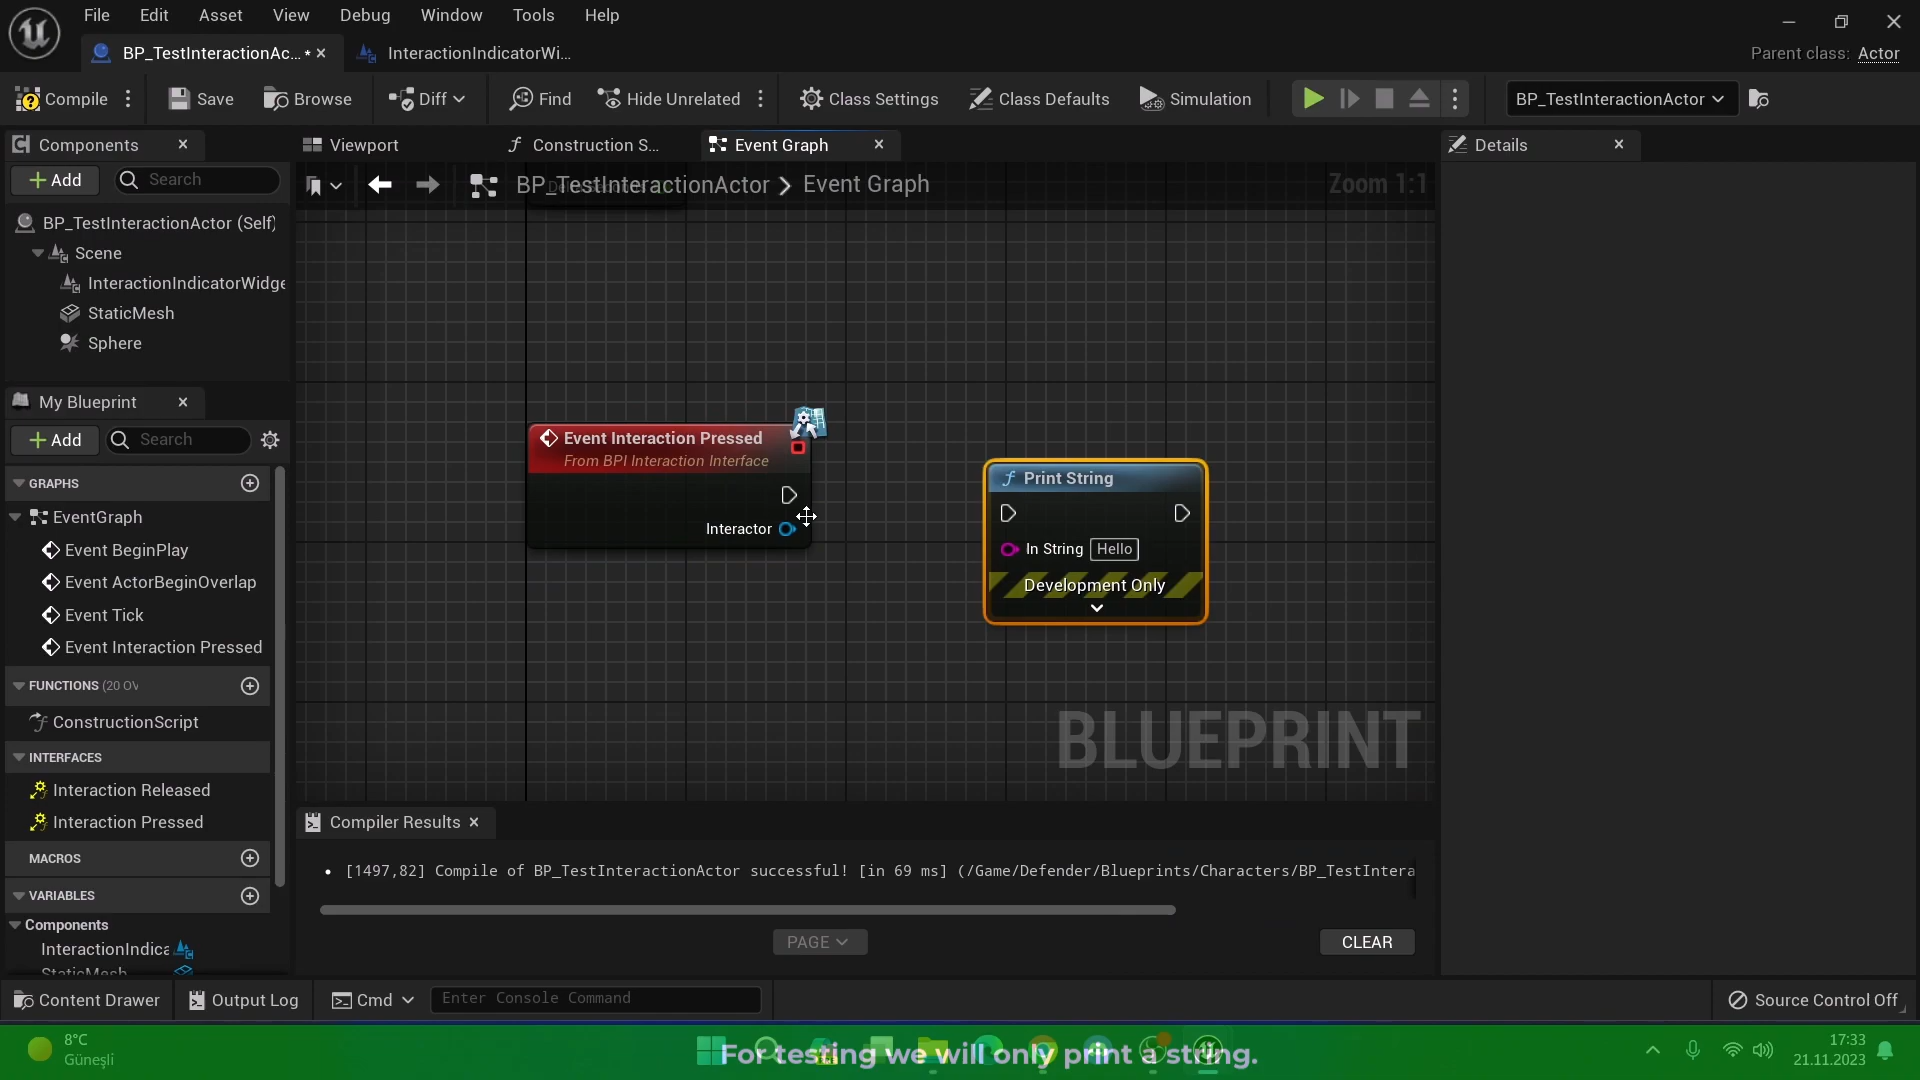 File Edit Asset View Debug Window Tools Help
BP_TestInteractionAc... •
InteractionIndicatorWi...
Parent class: Actor
Compile
Save
Browse
Diff
Find
Hide Unrelated
Class Settings
Class Defaults
Simulation
BP_TestInteractionActor
Components
Viewport
Construction S...
Event Graph
Details
Add
Search
BP_TestInteractionActor > Event Graph
Zoom 1:1
BP_TestInteractionActor (Self)
Scene
InteractionIndicatorWidge
StaticMesh
Sphere
My Blueprint
Add
Search
GRAPHS
EventGraph
Event BeginPlay
Event ActorBeginOverlap
Event Tick
Event Interaction Pressed
FUNCTIONS (20 OV
ConstructionScript
INTERFACES
Interaction Released
Interaction Pressed
MACROS
VARIABLES
Components
InteractionIndica
StaticMesh
Event Interaction Pressed
From BPI Interaction Interface
Interactor
Print String
In String Hello
Development Only
BLUEPRINT
Compiler Results
• [1497,82] Compile of BP_TestInteractionActor successful! [in 69 ms] (/Game/Defender/Blueprints/Characters/BP_TestIntera
PAGE
CLEAR
Content Drawer
Output Log
Cmd
Enter Console Command
Source Control Off
8°C
Güneşli
For testing we will only print a string.
17:33
21.11.2023